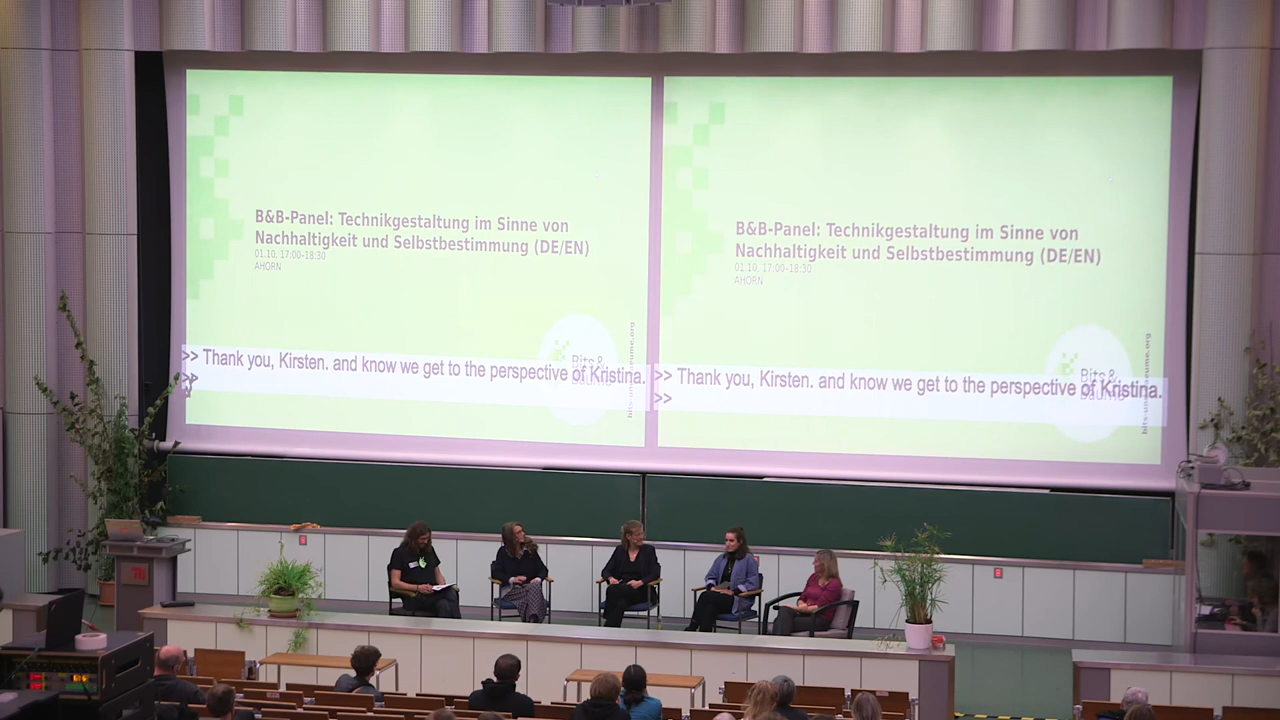 B&B-Panel: Technikgestaltung im Sinne von
Nachhaltigkeit und Selbstbestimmung (DE/EN)
01.10, 17:00–18:30
AHORN
Bits &
>> Thank you, Kirsten. and know we get to the perspective of Kristina.
>>
B&B-Panel: Technikgestaltung im Sinne von
Nachhaltigkeit und Selbstbestimmung (DE/EN)
01.10, 17:00–18:30
AHORN
Bits &
>> Thank you, Kirsten. and know we get to the perspective of Kristina.
>>